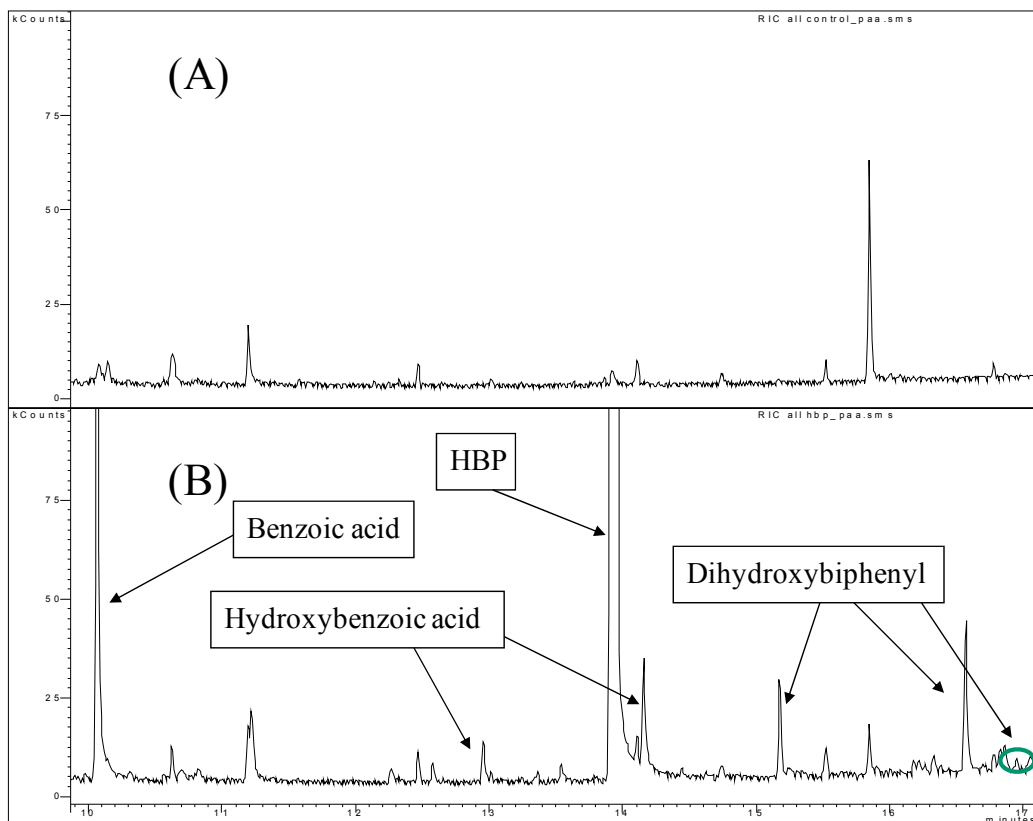 kCounts
RIC all control_paa.sms
(A)
75
50
25
0
kCounts
RIC all hbp_paa.sms
HBP
(B)
75
Benzoic acid
Dihydroxybiphenyl
50
Hydroxybenzoic acid
25
0
10 11 12 13 14 15 16 17
minutes